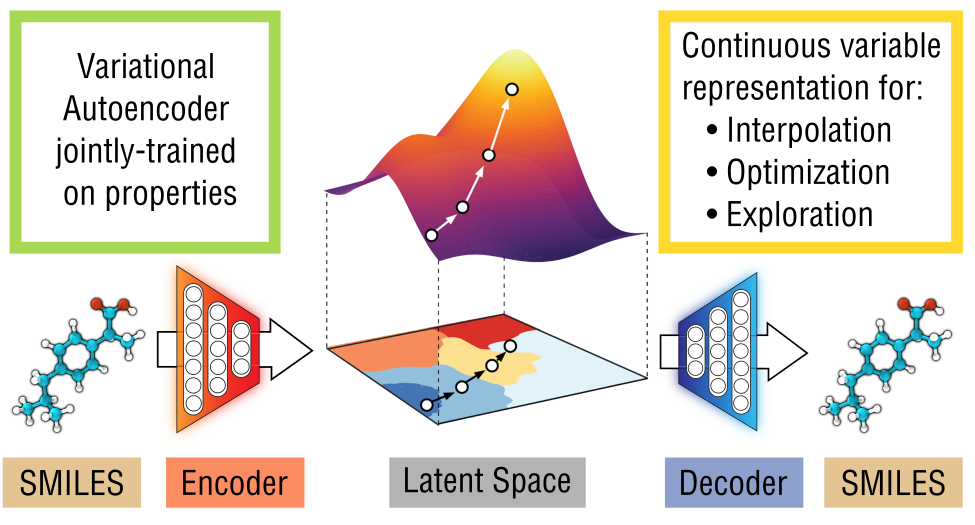 Variational
Autoencoder
jointly-trained
on properties
Continuous variable
representation for:
• Interpolation
• Optimization
• Exploration
SMILES
Encoder
Latent Space
Decoder
SMILES